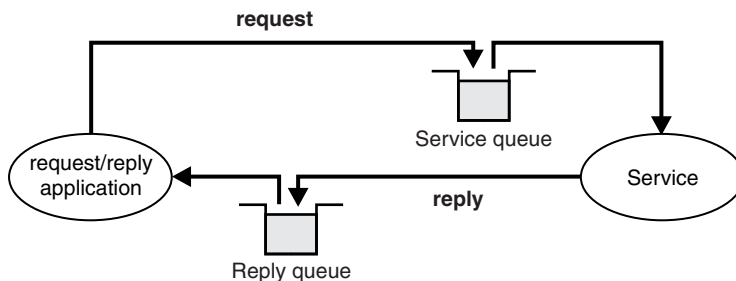 request
Service queue
request/reply
application
Service
reply
Reply queue